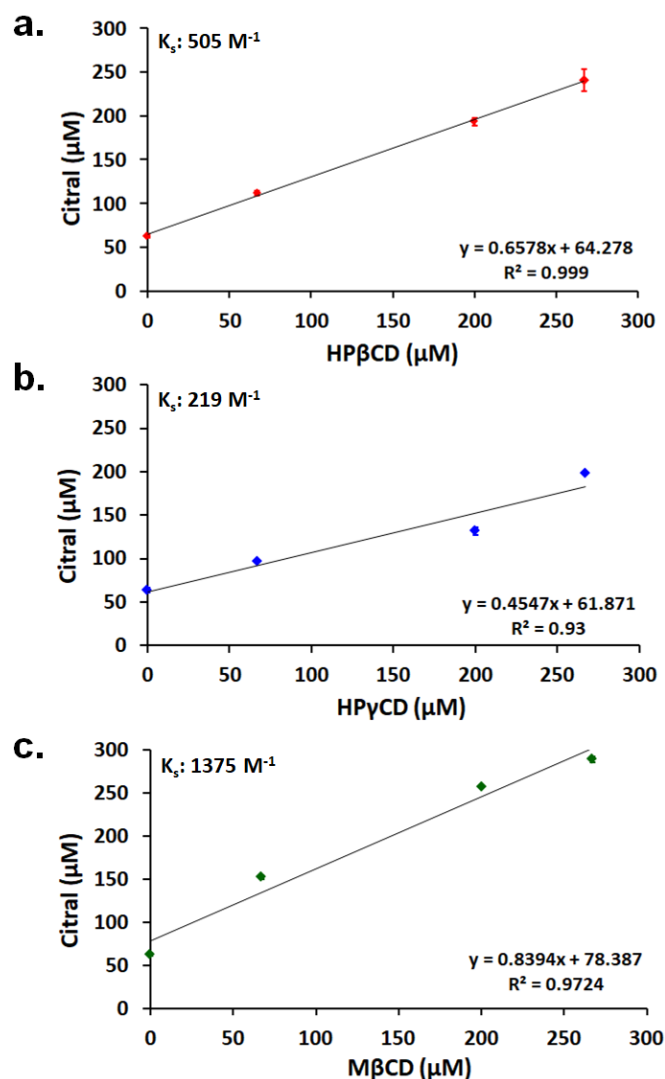 a.
K_s: 505 M⁻¹
300
250
200
150
100
50
0
Citral (μM)
y = 0.6578x + 64.278
R² = 0.999
0 50 100 150 200 250 300
HPβCD (μM)
b.
K_s: 219 M⁻¹
300
250
200
150
100
50
0
Citral (μM)
y = 0.4547x + 61.871
R² = 0.93
0 50 100 150 200 250 300
HPγCD (μM)
c.
K_s: 1375 M⁻¹
300
250
200
150
100
50
0
Citral (μM)
y = 0.8394x + 78.387
R² = 0.9724
0 50 100 150 200 250 300
MβCD (μM)